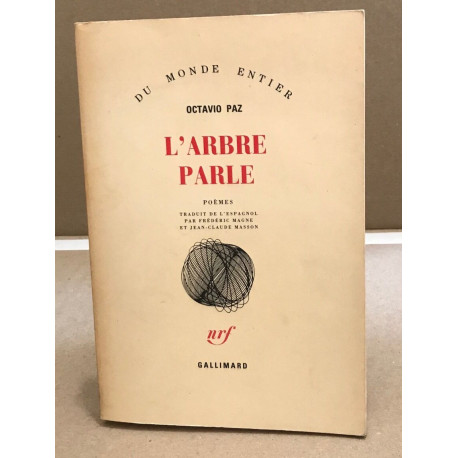 DU MONDE ENTIER
OCTAVIO PAZ
L'ARBRE
PARLE
POÈMES
TRADUIT DE L'ESPAGNOL
PAR FRÉDÉRIC MAGNE
ET JEAN-CLAUDE MASSON
nrf
GALLIMARD